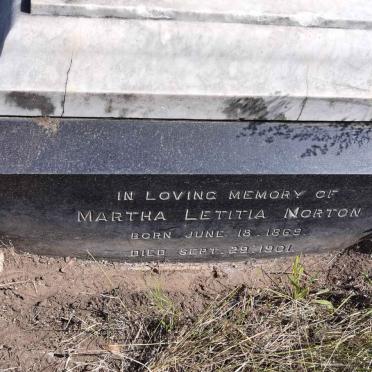 IN LOVING MEMORY OF
MARTHA LETITIA NORTON
BORN JUNE. 18. 1869.
DIED SEPT. 29. 1901.